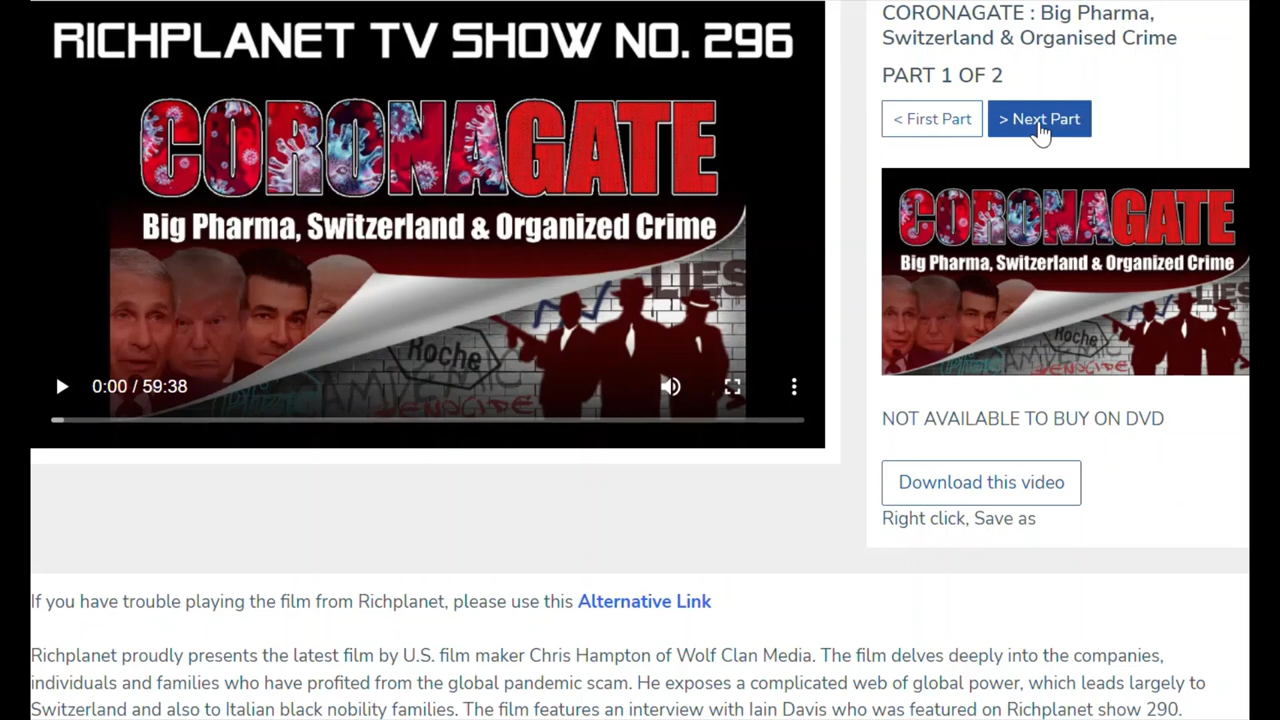 RICHPLANET TV SHOW NO. 296
CORONAGATE
Big Pharma, Switzerland & Organized Crime
LIES
Roche
GENOCIDE
0:00 / 59:38
CORONAGATE : Big Pharma,
Switzerland & Organised Crime
PART 1 OF 2
< First Part
> Next Part
CORONAGATE
Big Pharma, Switzerland & Organized Crime
LIES
Roche
GENOCIDE
NOT AVAILABLE TO BUY ON DVD
Download this video
Right click, Save as
If you have trouble playing the film from Richplanet, please use this Alternative Link
Richplanet proudly presents the latest film by U.S. film maker Chris Hampton of Wolf Clan Media. The film delves deeply into the companies,
individuals and families who have profited from the global pandemic scam. He exposes a complicated web of global power, which leads largely to
Switzerland and also to Italian black nobility families. The film features an interview with Iain Davis who was featured on Richplanet show 290.